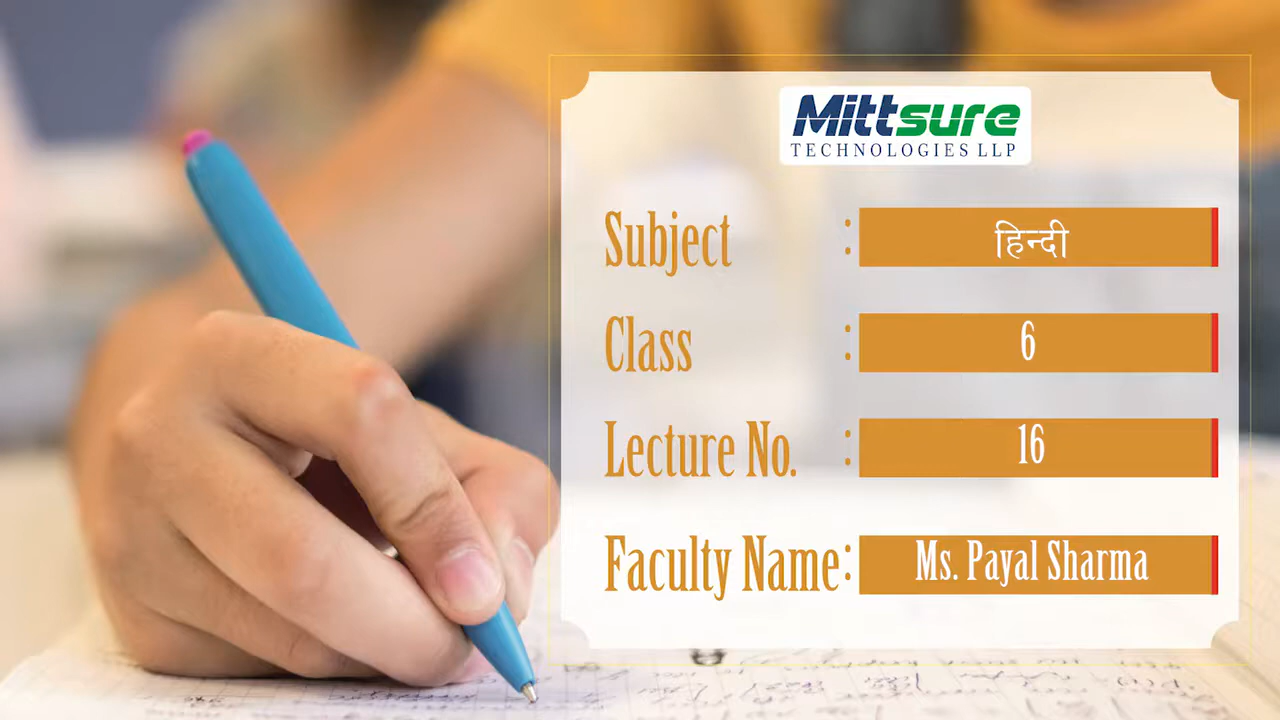 Mittsure
TECHNOLOGIES LLP
Subject : हिन्दी
Class : 6
Lecture No. : 16
Faculty Name: Ms. Payal Sharma